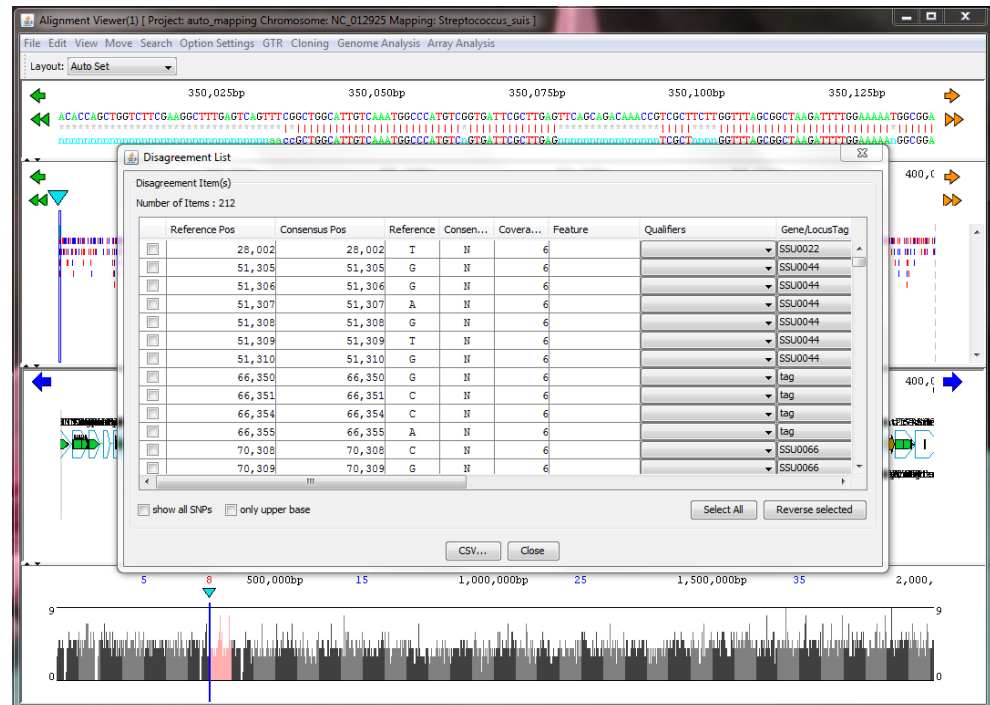 Alignment Viewer(1) [ Project: auto_mapping Chromosome: NC_012925 Mapping: Streptococcus_suis ]
File Edit View Move Search Option Settings GTR Cloning Genome Analysis Array Analysis
Layout: Auto Set
350,025bp 350,050bp 350,075bp 350,100bp 350,125bp
ACACCAGCTGGTCTTCGAAGGCTTTGAGTCAGTTTCGGCTGGCATTGTCAAATGGCCCATGTCGGTGATTCGCTTGAGTTCAGCAGACAAACCGTCGCTTCTTGGTTTAGCGGCTAAGATTTTGGAAAAATGGCGGA
Disagreement List
400,(
Disagreement Item(s)
Number of Items : 212
Reference Pos Consensus Pos Reference Consen... Covera... Feature Qualifiers Gene/LocusTag
28,002 28,002 T N 6 SSU0022
51,305 51,305 G N 6 SSU0044
51,306 51,306 G N 6 SSU0044
51,307 51,307 A N 6 SSU0044
51,308 51,308 G N 6 SSU0044
51,309 51,309 T N 6 SSU0044
51,310 51,310 G N 6 SSU0044
66,350 66,350 G N 6 tag
400,(
66,351 66,351 C N 6 tag
66,354 66,354 C N 6 tag
66,355 66,355 A N 6 tag
70,308 70,308 C N 6 SSU0066
70,309 70,309 G N 6 SSU0066
show all SNPs only upper base Select All Reverse selected
CSV... Close
5 8 500,000bp 15 1,000,000bp 25 1,500,000bp 35 2,000,
9 9
0 0